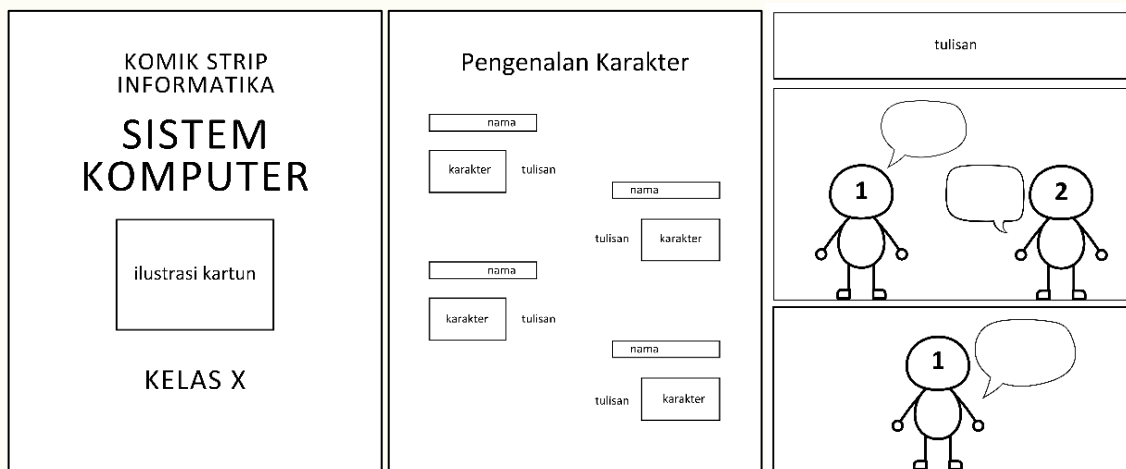 KOMIK STRIP
INFORMATIKA
SISTEM
KOMPUTER
ilustrasi kartun
KELAS X
Pengenalan Karakter
nama
karakter
tulisan
nama
tulisan
karakter
nama
karakter
tulisan
nama
tulisan
karakter
tulisan
1
2
1